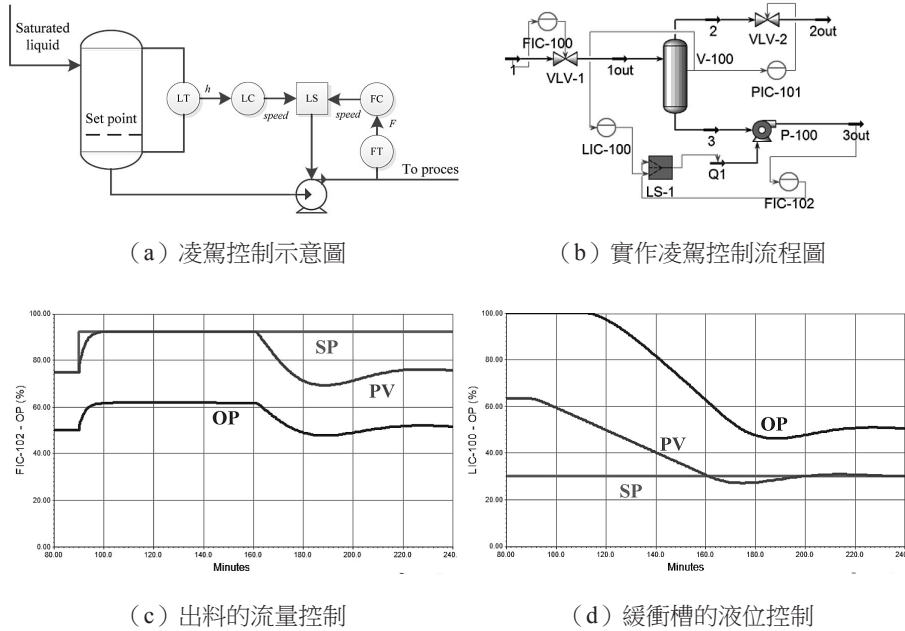 Saturated
liquid
Set point
LT
h
LC
speed
LS
speed
FC
F
FT
To proces
(a)凌駕控制示意圖
1
FIC-100
VLV-1
1out
2
VLV-2
2out
V-100
PIC-101
3
P-100
3out
LIC-100
LS-1
Q1
FIC-102
(b)實作凌駕控制流程圖
FIC-102 - OP (%)
100.00
80.00
60.00
40.00
20.00
0.00
SP
PV
OP
80.00 100.0 120.0 140.0 160.0 180.0 200.0 220.0 240.
Minutes
(c)出料的流量控制
LIC-100 - OP (%)
100.00
80.00
60.00
40.00
20.00
0.00
OP
PV
SP
80.00 100.0 120.0 140.0 160.0 180.0 200.0 220.0 240.
Minutes
(d)緩衝槽的液位控制